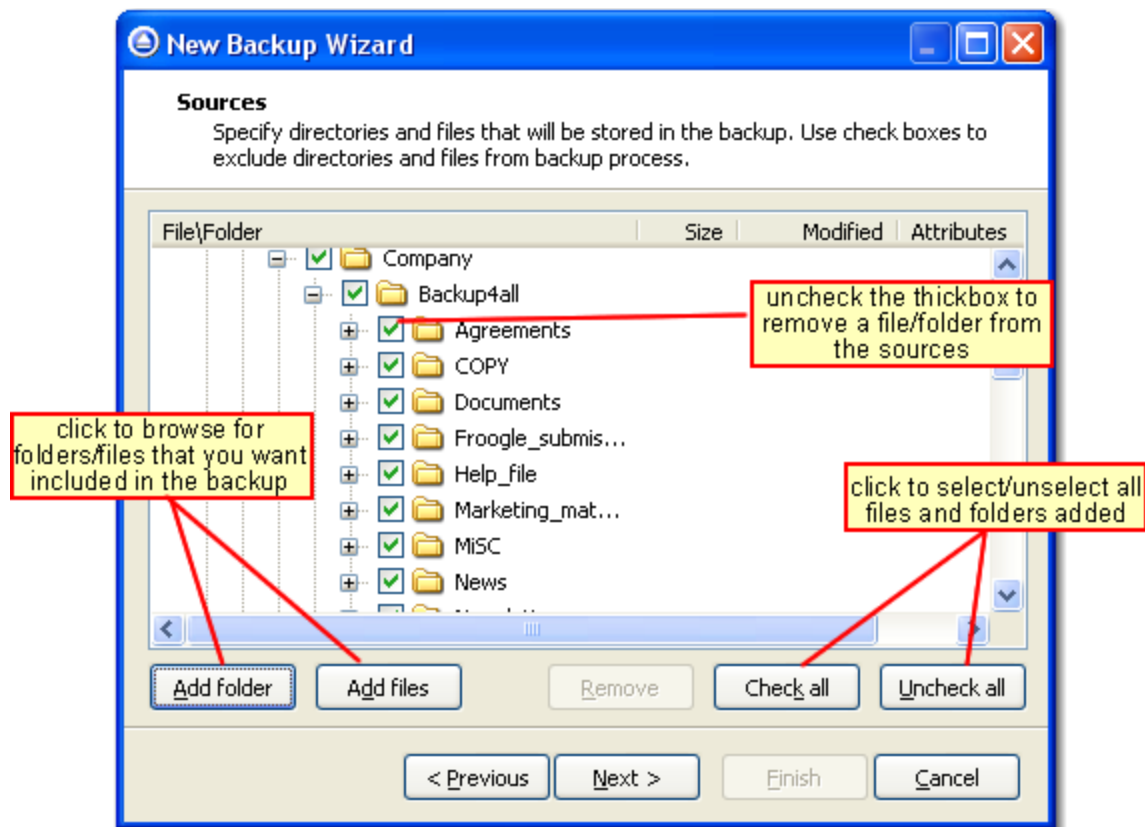 New Backup Wizard
Sources
Specify directories and files that will be stored in the backup. Use check boxes to
exclude directories and files from backup process.
File\Folder Size Modified Attributes
Company
Backup4all
uncheck the thickbox to
remove a file/folder from
the sources
Agreements
COPY
Documents
Froogle_submis...
Help_file
Marketing_mat...
MiSC
News
click to browse for
folders/files that you want
included in the backup
click to select/unselect all
files and folders added
Add folder Add files Remove Check all Uncheck all
< Previous Next > Finish Cancel